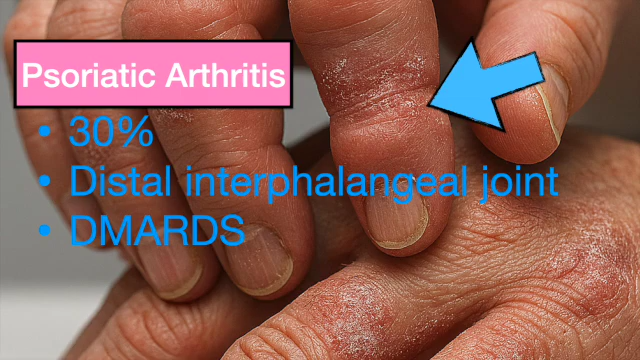 Psoriatic Arthritis
• 30%
• Distal interphalangeal joint
• DMARDS